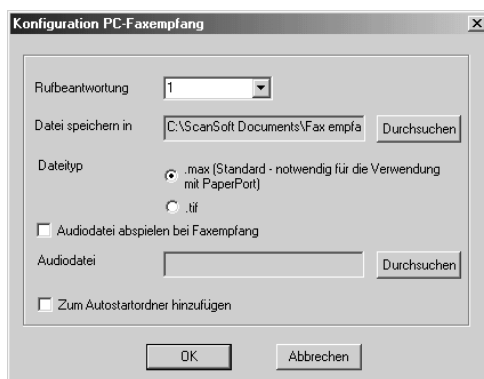 Konfiguration PC-Faxempfang
Rufbeantwortung 1
Datei speichern in C:\ScanSoft Documents\Fax empfa Durchsuchen
Dateityp .max (Standard - notwendig für die Verwendung
mit PaperPort)
.tif
Audiodatei abspielen bei Faxempfang
Audiodatei Durchsuchen
Zum Autostartordner hinzufügen
OK Abbrechen